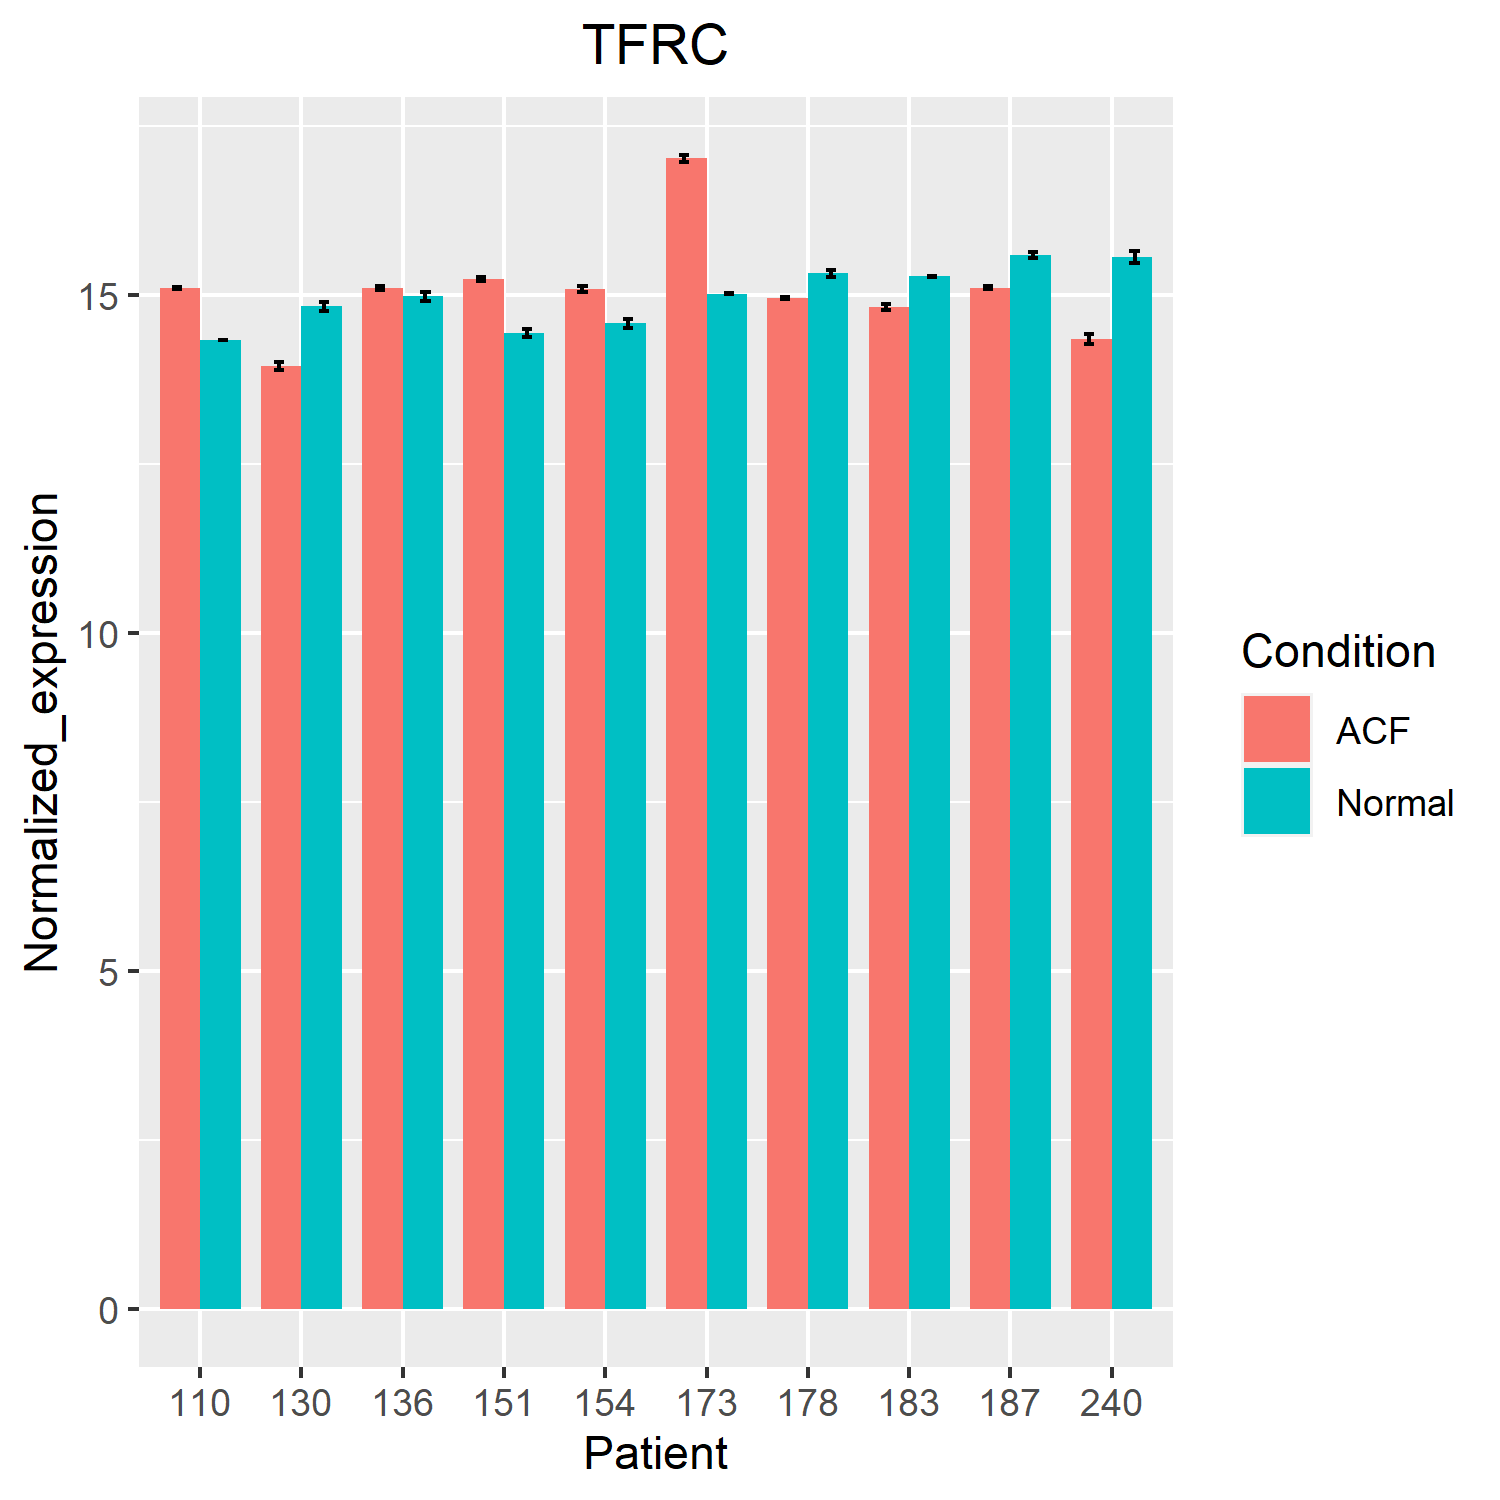 TFRC
Normalized_expression
15
10
5
0
110 130 136 151 154 173 178 183 187 240
Patient
Condition
ACF
Normal